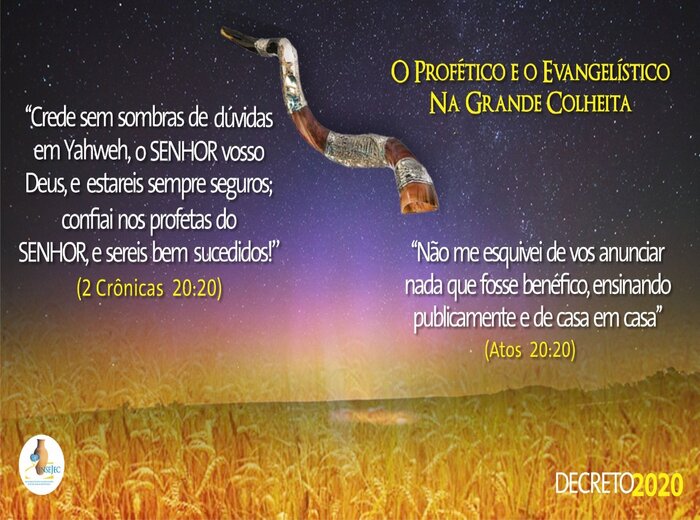 O PROFÉTICO E O EVANGELÍSTICO
NA GRANDE COLHEITA
“Crede sem sombras de dúvidas
em Yahweh, o SENHOR vosso
Deus, e estareis sempre seguros;
confiai nos profetas do
SENHOR, e sereis bem sucedidos!”
(2 Crônicas 20:20)
“Não me esquivei de vos anunciar
nada que fosse benéfico, ensinando
publicamente e de casa em casa”
(Atos 20:20)
DECRETO2020